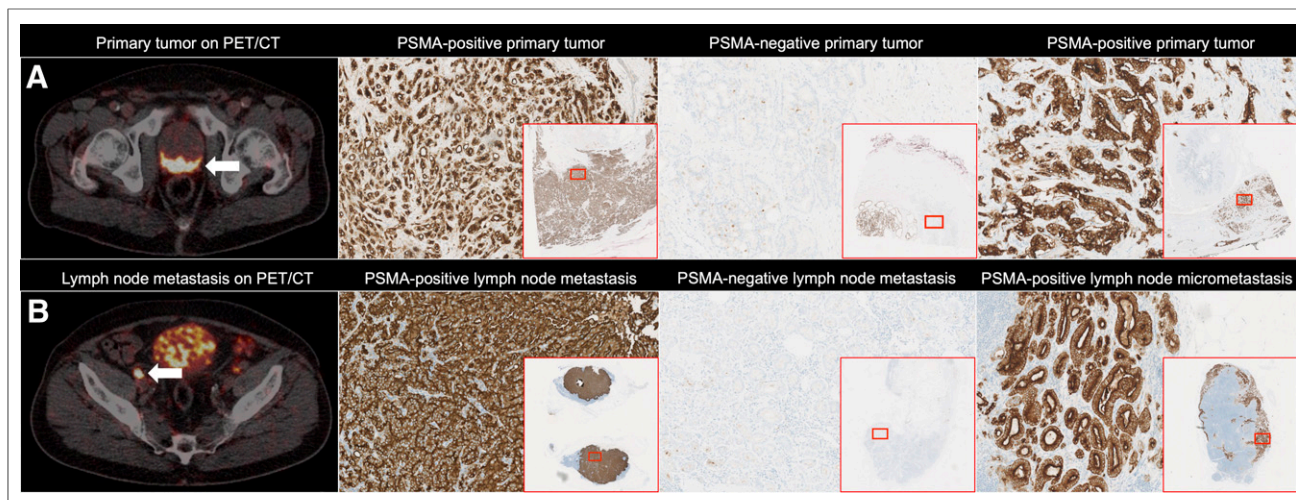 Primary tumor on PET/CT PSMA-positive primary tumor PSMA-negative primary tumor PSMA-positive primary tumor
A
Lymph node metastasis on PET/CT PSMA-positive lymph node metastasis PSMA-negative lymph node metastasis PSMA-positive lymph node micrometastasis
B